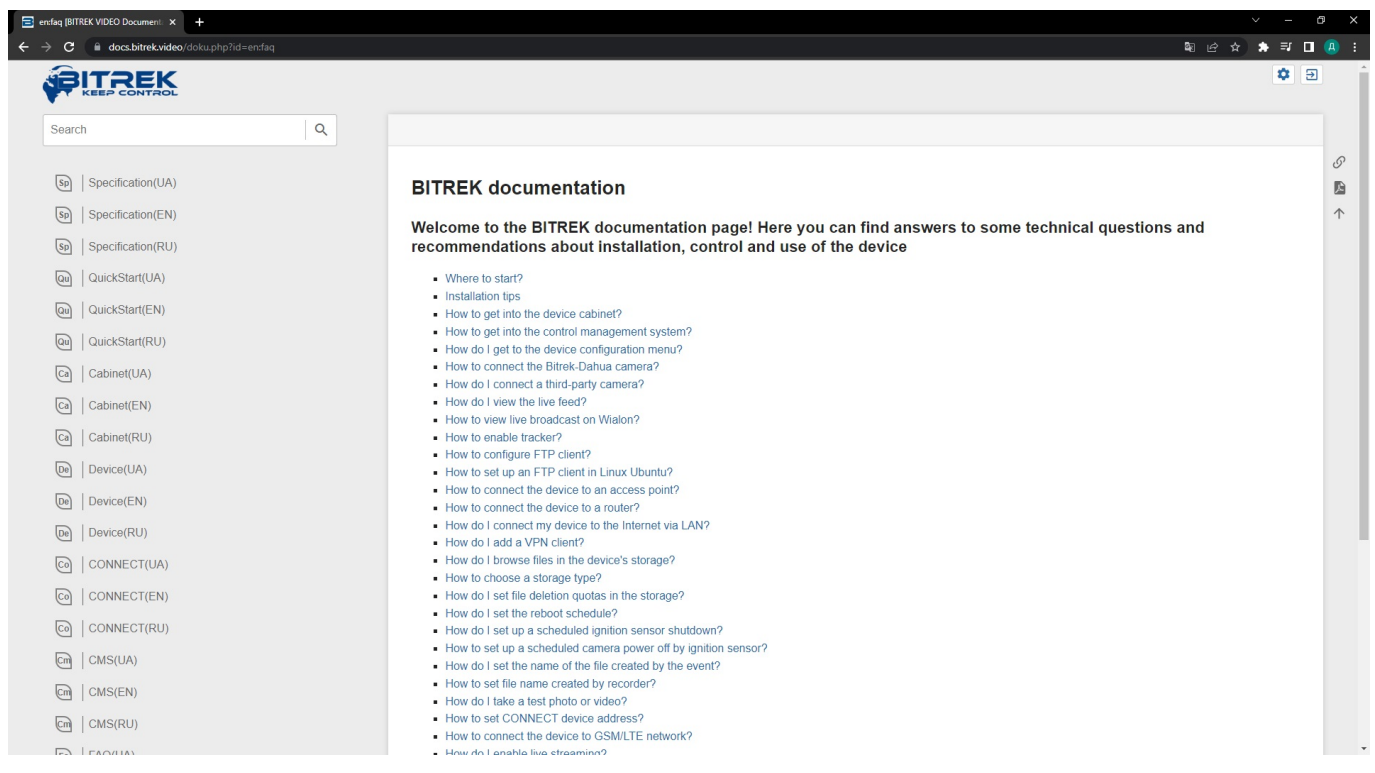 en:faq [BITREK VIDEO Document
docs.bitrek.video/doku.php?id=en:faq
Д
BITREK
KEEP CONTROL
Search
Sp Specification(UA)
Sp Specification(EN)
Sp Specification(RU)
Qu QuickStart(UA)
Qu QuickStart(EN)
Qu QuickStart(RU)
Ca Cabinet(UA)
Ca Cabinet(EN)
Ca Cabinet(RU)
De Device(UA)
De Device(EN)
De Device(RU)
Co CONNECT(UA)
Co CONNECT(EN)
Co CONNECT(RU)
Cm CMS(UA)
Cm CMS(EN)
Cm CMS(RU)
FAQ(UA)
BITREK documentation
Welcome to the BITREK documentation page! Here you can find answers to some technical questions and
recommendations about installation, control and use of the device
Where to start?
Installation tips
How to get into the device cabinet?
How to get into the control management system?
How do I get to the device configuration menu?
How to connect the Bitrek-Dahua camera?
How do I connect a third-party camera?
How do I view the live feed?
How to view live broadcast on Wialon?
How to enable tracker?
How to configure FTP client?
How to set up an FTP client in Linux Ubuntu?
How to connect the device to an access point?
How to connect the device to a router?
How do I connect my device to the Internet via LAN?
How do I add a VPN client?
How do I browse files in the device's storage?
How to choose a storage type?
How do I set file deletion quotas in the storage?
How do I set the reboot schedule?
How do I set up a scheduled ignition sensor shutdown?
How to set up a scheduled camera power off by ignition sensor?
How do I set the name of the file created by the event?
How to set file name created by recorder?
How do I take a test photo or video?
How to set CONNECT device address?
How to connect the device to GSM/LTE network?
How do I enable live streaming?